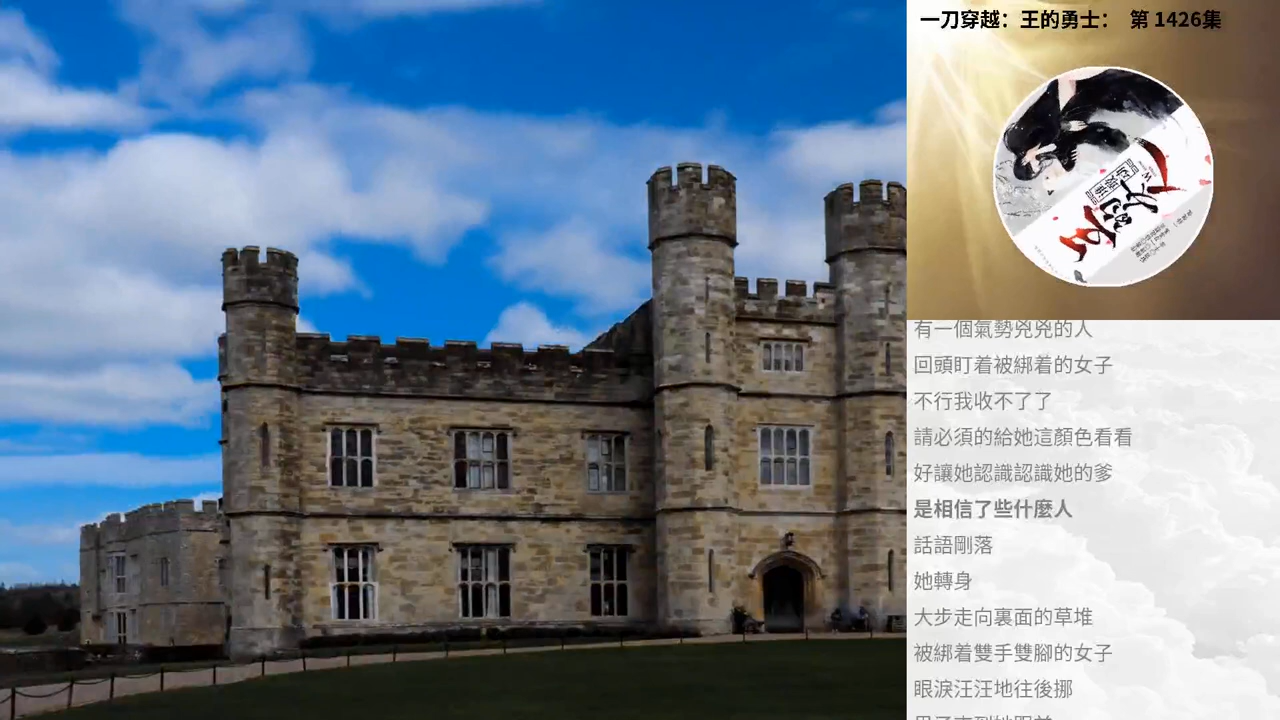 一刀穿越：王的勇士： 第 1426集
有一個氣勢兇兇的人
回頭盯着被綁着的女子
不行我收不了了
請必須的給她這顏色看看
好讓她認識認識她的爹
是相信了些什麼人
話語剛落
她轉身
大步走向裏面的草堆
被綁着雙手雙腳的女子
眼淚汪汪地往後挪